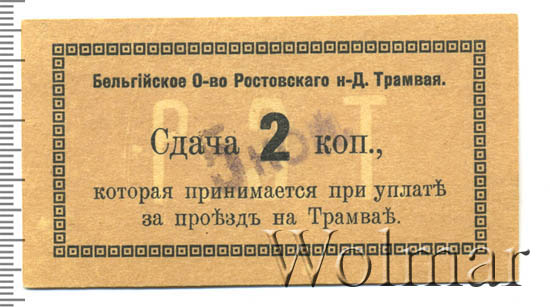 Бельгійское О-во Ростовскаго н-Д. Трамвая.
Сдача 2 коп.,
которая принимается при уплатѣ
за проѣздъ на Трамваѣ.
Wolmar